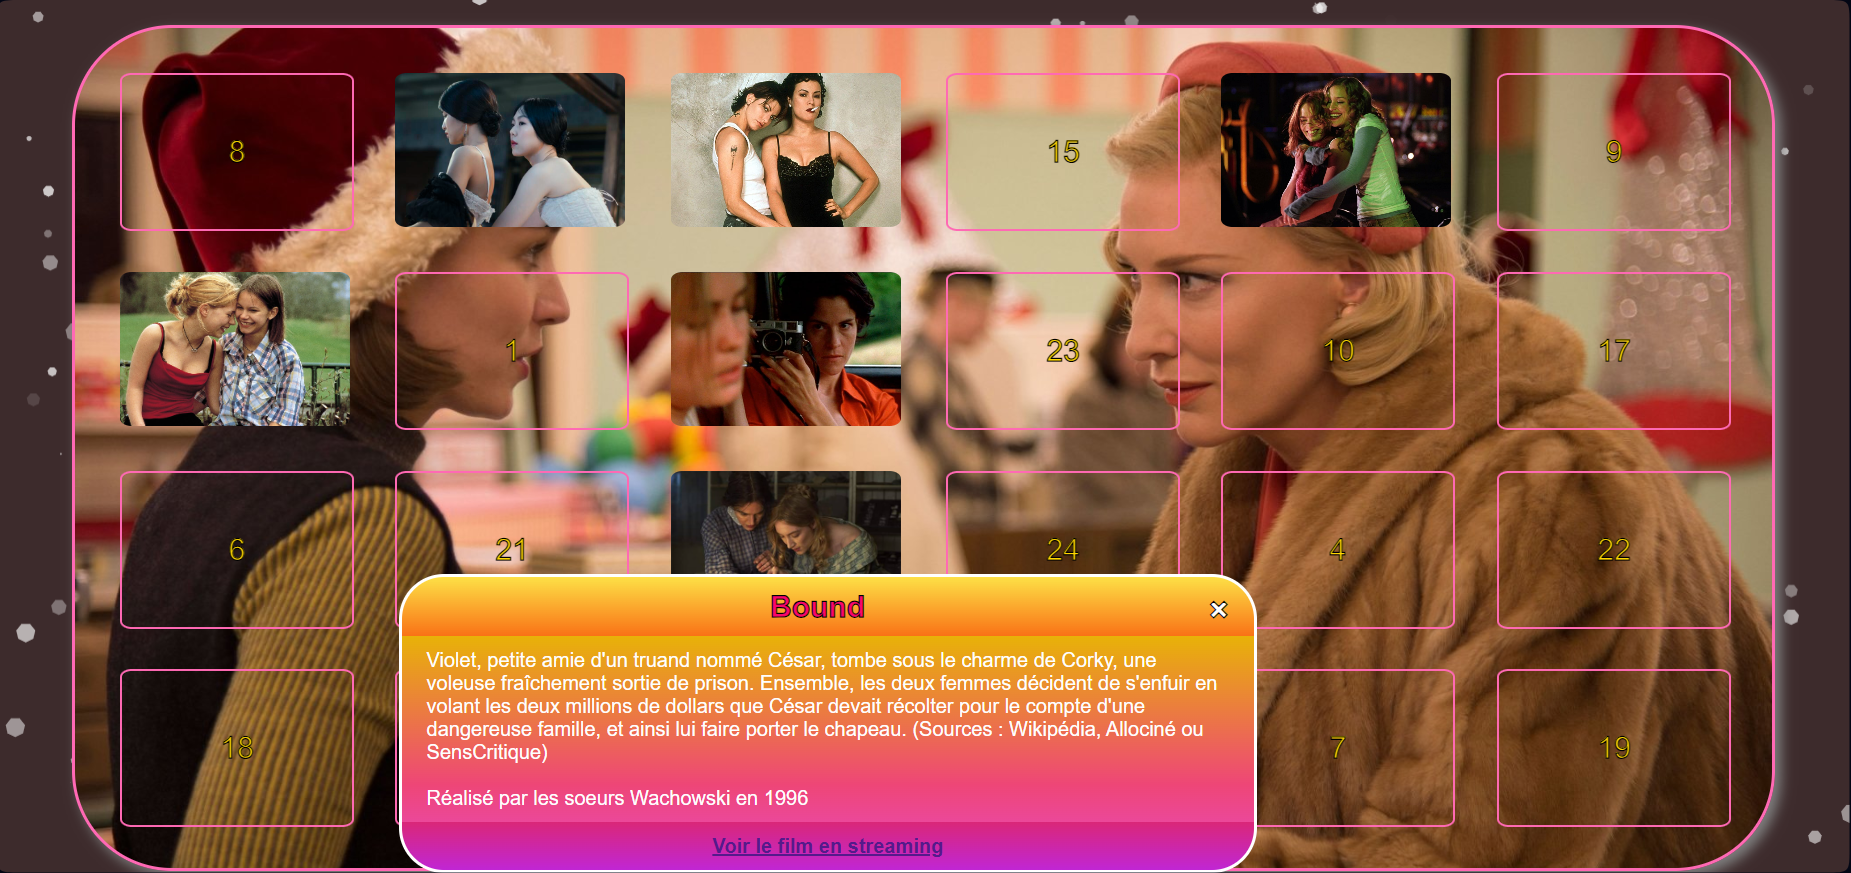 8
15
9
1
23
10
17
6
21
24
4
22
Bound
×
Violet, petite amie d'un truand nommé César, tombe sous le charme de Corky, une
voleuse fraîchement sortie de prison. Ensemble, les deux femmes décident de s'enfuir en
volant les deux millions de dollars que César devait récolter pour le compte d'une
dangereuse famille, et ainsi lui faire porter le chapeau. (Sources : Wikipédia, Allociné ou
SensCritique)
Réalisé par les soeurs Wachowski en 1996
Voir le film en streaming
18
7
19